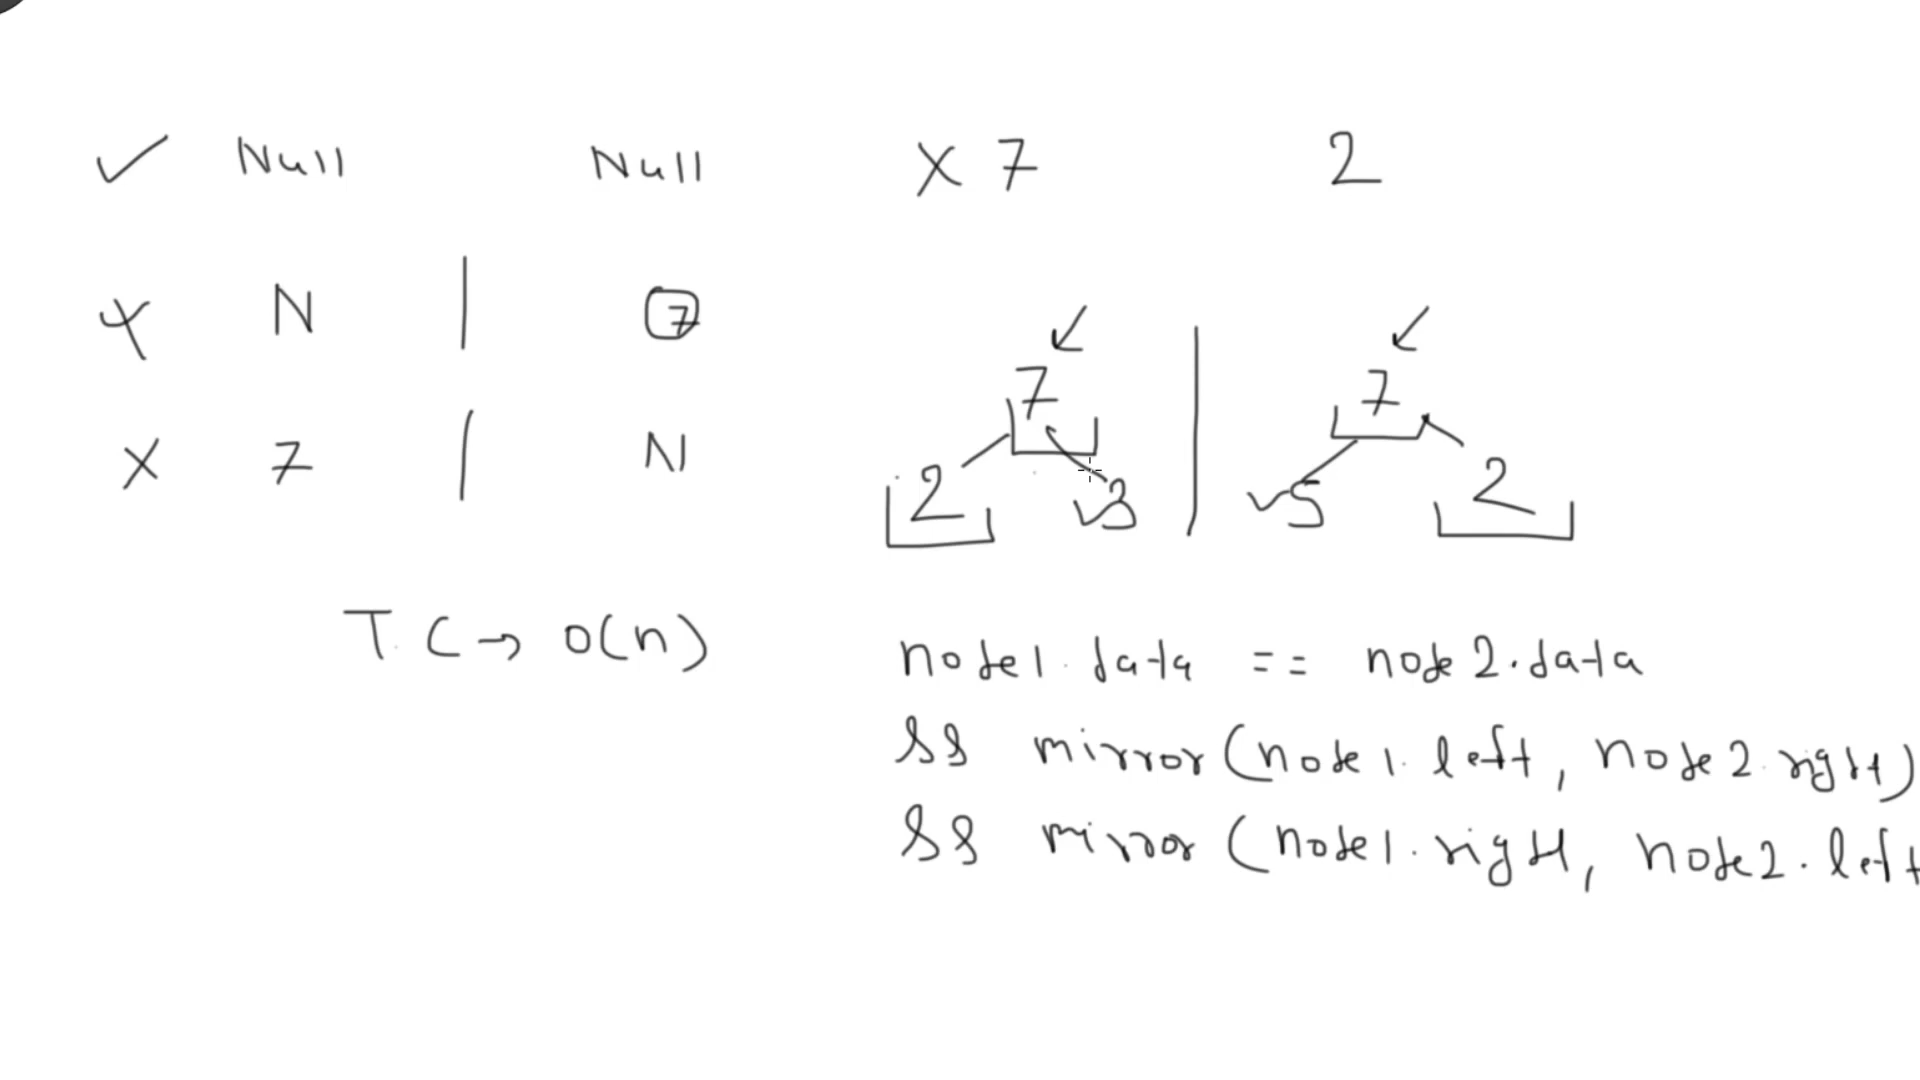 ✓ Null Null
X 7 2
X N | 7
X 7 | N
7 | 7
2 3 5 2
T.C → O(n)
node1.data == node2.data
&& mirror(node1.left, node2.right)
&& mirror(node1.right, node2.left